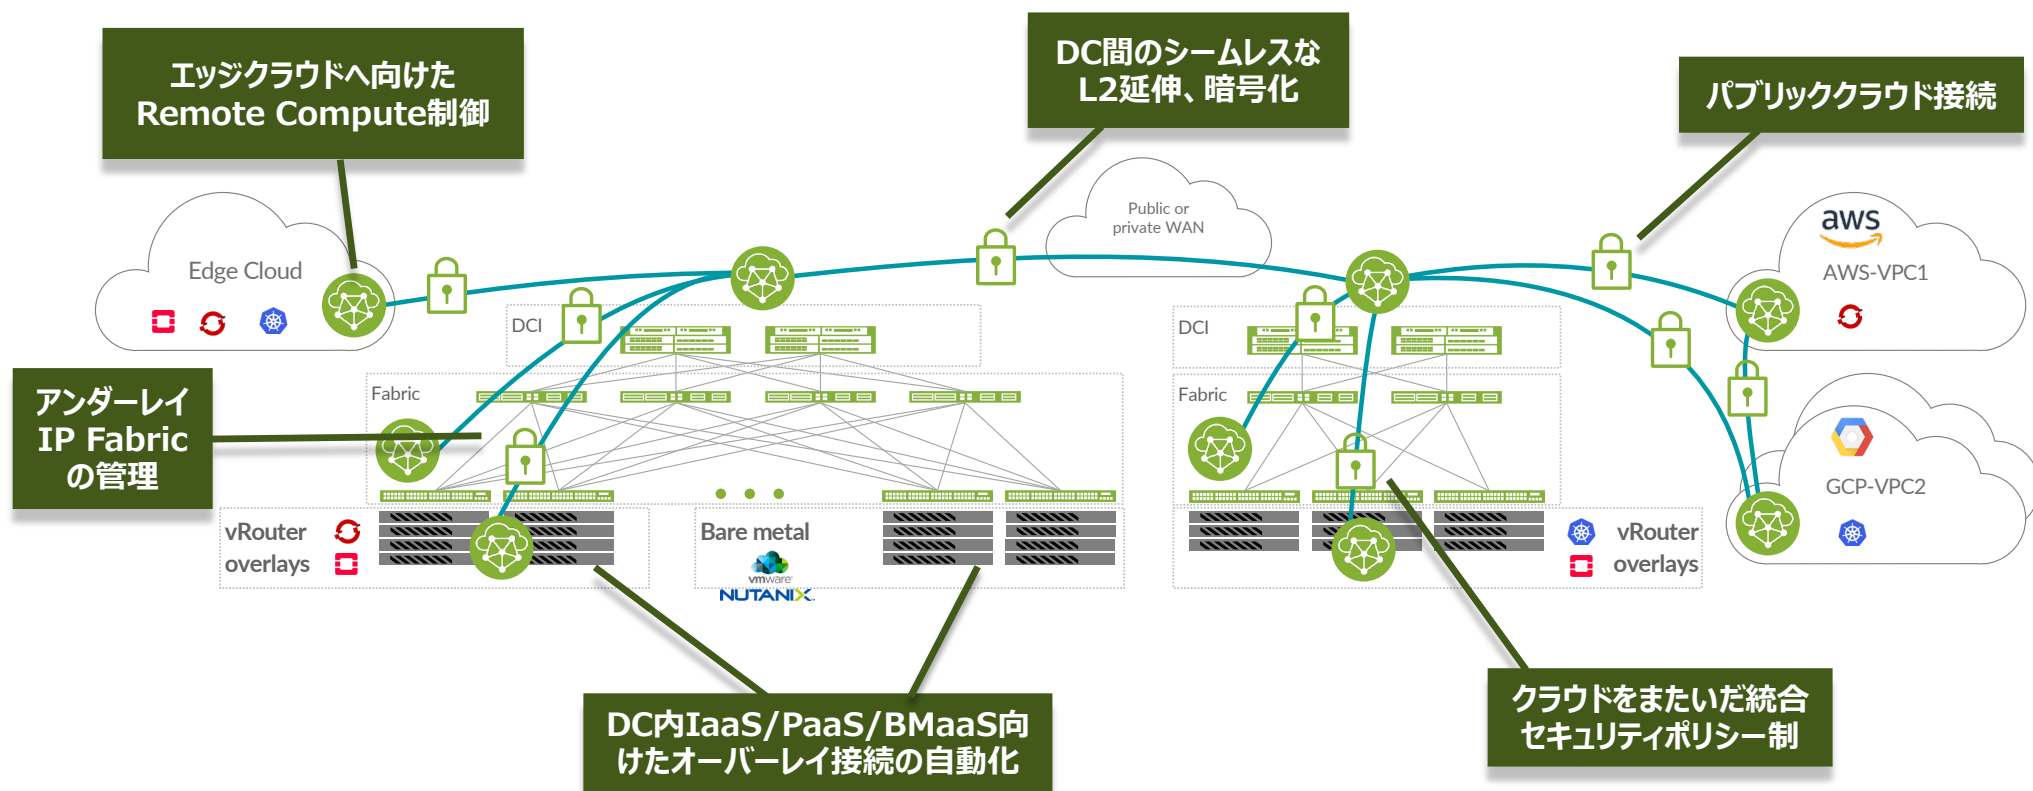 エッジクラウドへ向けた
Remote Compute制御
DC間のシームレスな
L2延伸、暗号化
パブリッククラウド接続
Public or
private WAN
Edge Cloud
aws
AWS-VPC1
DCI
DCI
アンダーレイ
IP Fabric
の管理
Fabric
Fabric
GCP-VPC2
vRouter
overlays
Bare metal
vmware
NUTANIX
vRouter
overlays
DC内IaaS/PaaS/BMaaS向
けたオーバーレイ接続の自動化
クラウドをまたいだ統合
セキュリティポリシー制